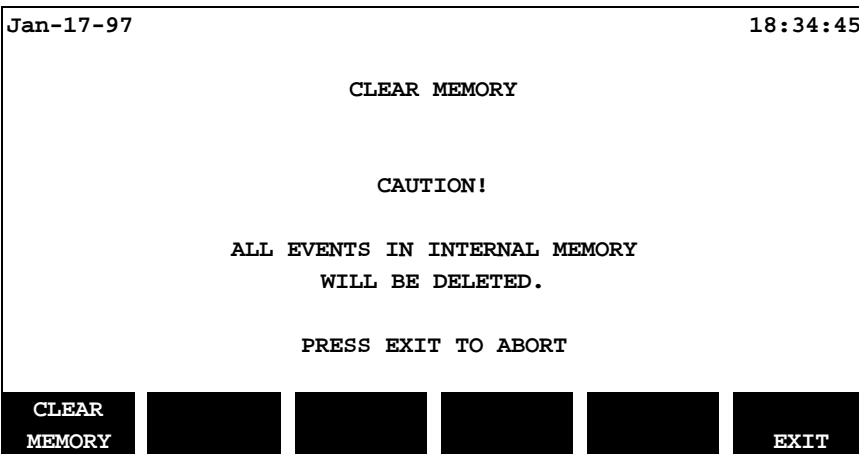 Jan-17-97 18:34:45
CLEAR MEMORY
CAUTION!
ALL EVENTS IN INTERNAL MEMORY
WILL BE DELETED.
PRESS EXIT TO ABORT
CLEAR
MEMORY EXIT